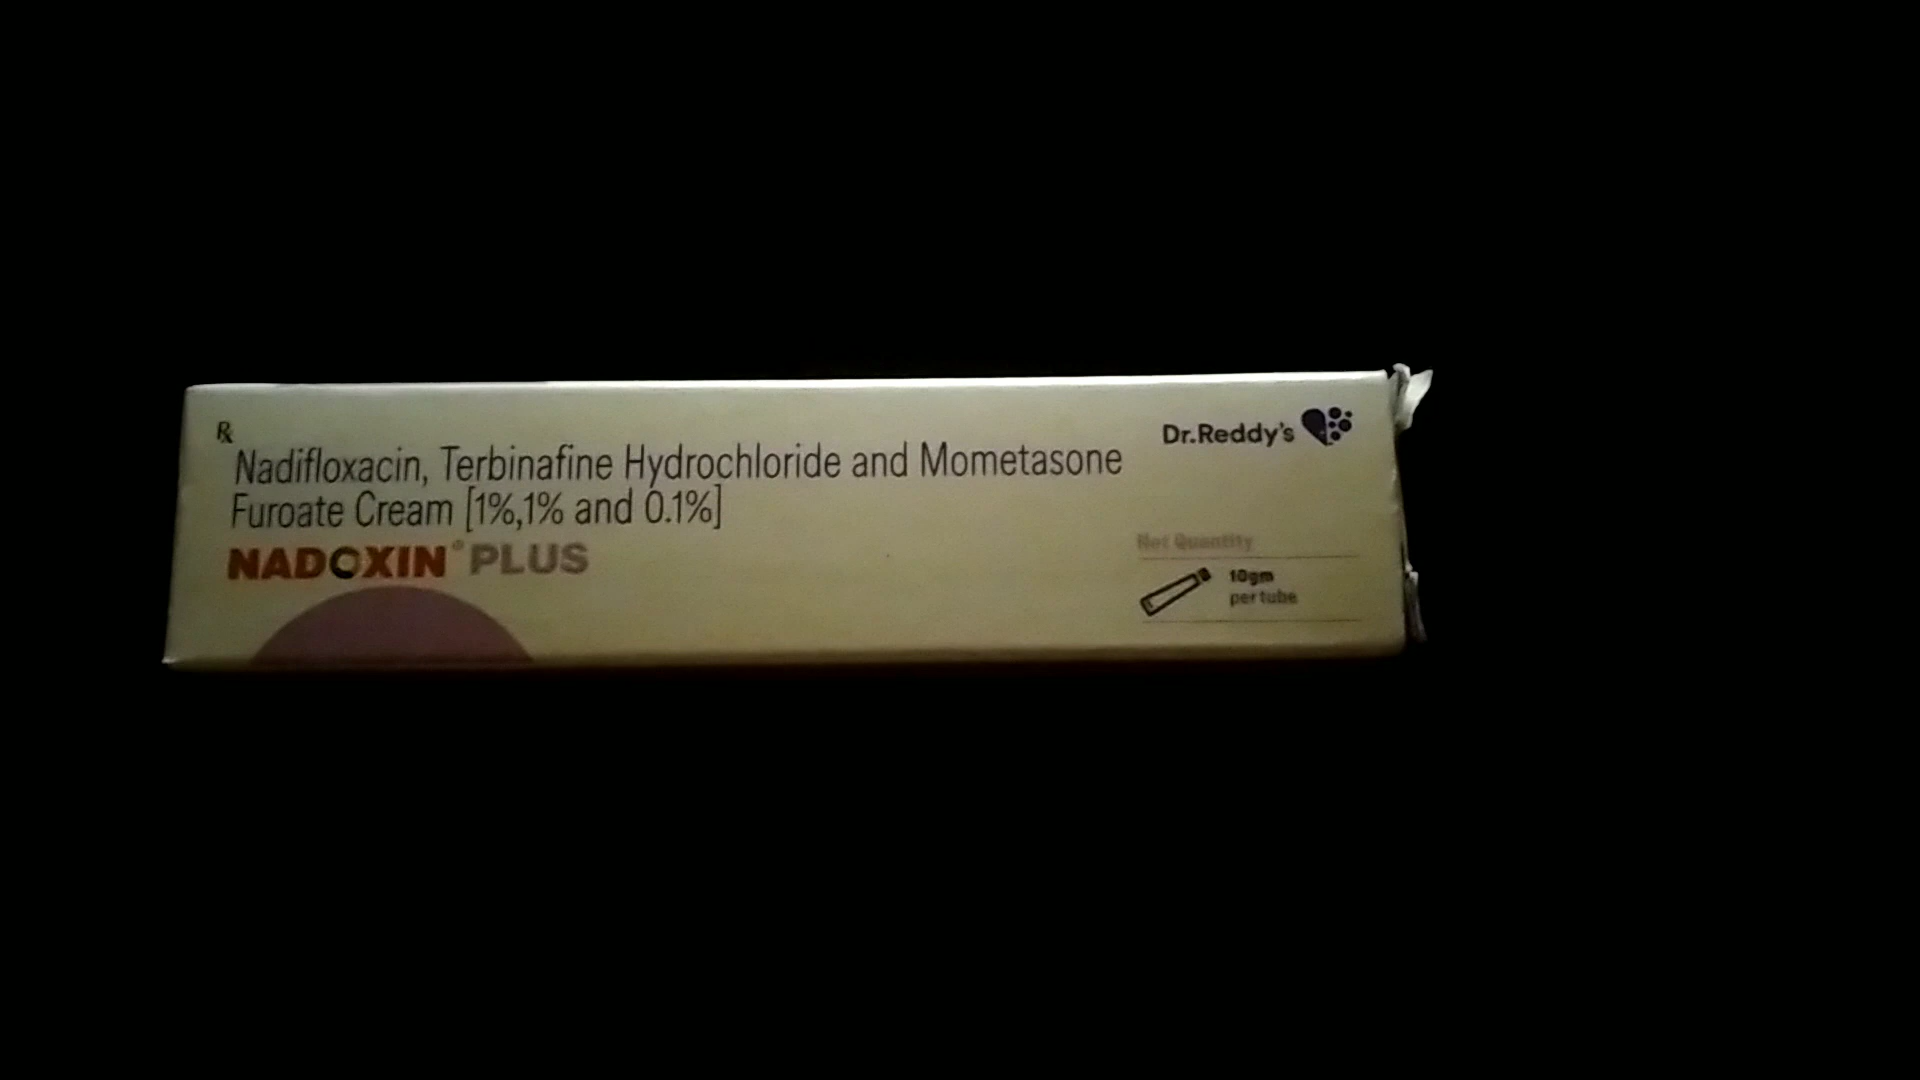 ℞
Nadifloxacin, Terbinafine Hydrochloride and Mometasone
Furoate Cream [1%,1% and 0.1%]
NADOXIN® PLUS
Dr.Reddy's
Net Quantity
10gm
per tube